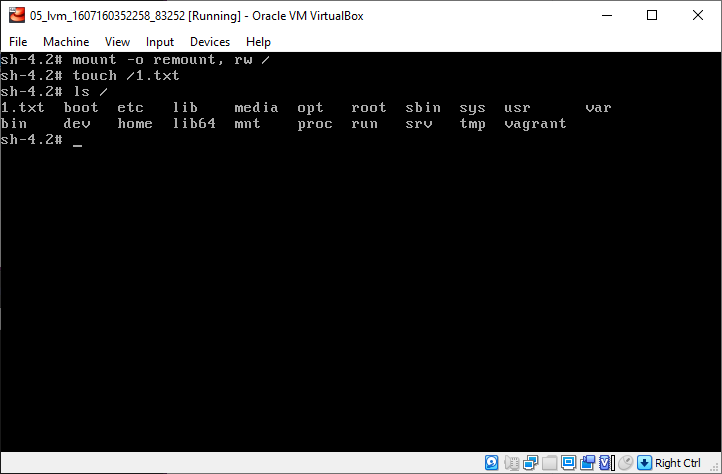 05_lvm_1607160352258_83252 [Running] - Oracle VM VirtualBox
File Machine View Input Devices Help
sh-4.2# mount -o remount, rw /
sh-4.2# touch /1.txt
sh-4.2# ls /
1.txt boot etc lib media opt root sbin sys usr var
bin dev home lib64 mnt proc run srv tmp vagrant
sh-4.2# _
Right Ctrl